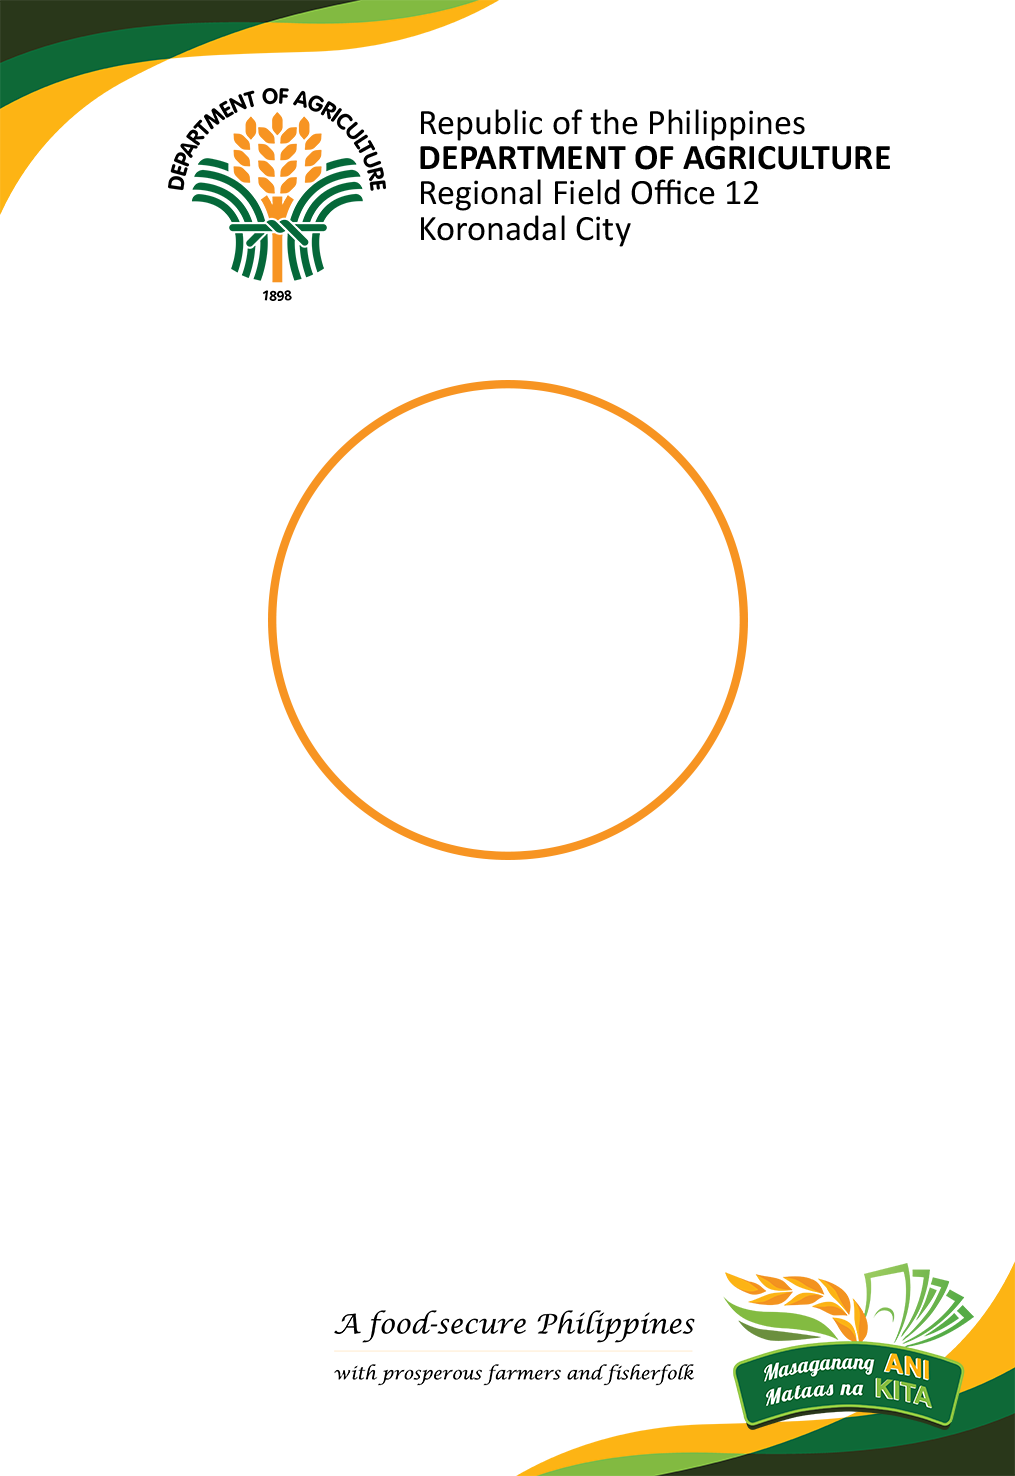 DEPARTMENT OF AGRICULTURE
1898
Republic of the Philippines
DEPARTMENT OF AGRICULTURE
Regional Field Office 12
Koronadal City
A food-secure Philippines
with prosperous farmers and fisherfolk
Masaganang ANI
Mataas na KITA